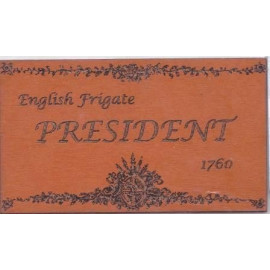 English Frigate
PRESIDENT
1760